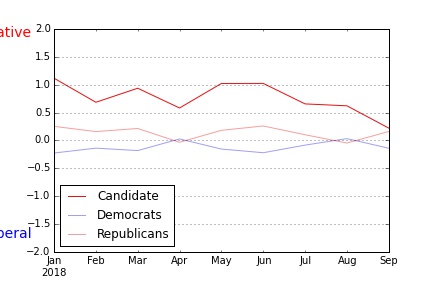 ative
2.0
1.5
1.0
0.5
0.0
−0.5
−1.0
−1.5
−2.0
beral
Candidate
Democrats
Republicans
Jan Feb Mar Apr May Jun Jul Aug Sep
2018